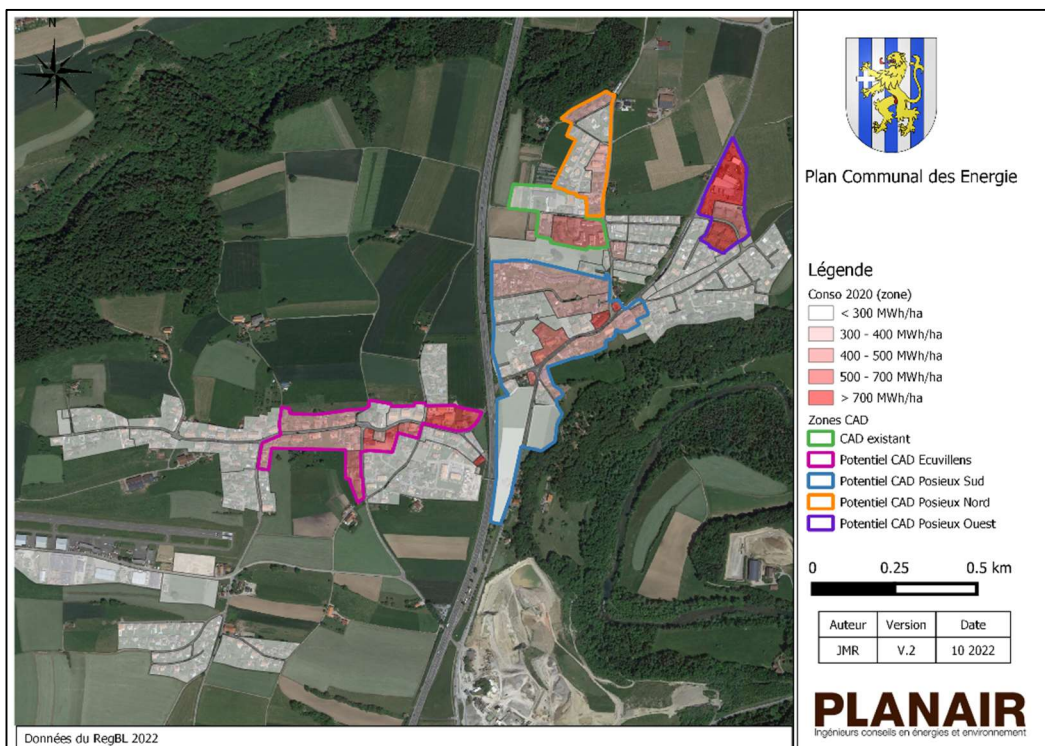 N
Plan Communal des Energie
Légende
Conso 2020 (zone)
< 300 MWh/ha
300 - 400 MWh/ha
400 - 500 MWh/ha
500 - 700 MWh/ha
> 700 MWh/ha
Zones CAD
CAD existant
Potentiel CAD Ecuvillens
Potentiel CAD Posieux Sud
Potentiel CAD Posieux Nord
Potentiel CAD Posieux Ouest
0 0.25 0.5 km
Auteur Version Date
JMR V.2 10 2022
PLANAIR
Ingénieurs conseils en énergies et environnement
Données du RegBL 2022